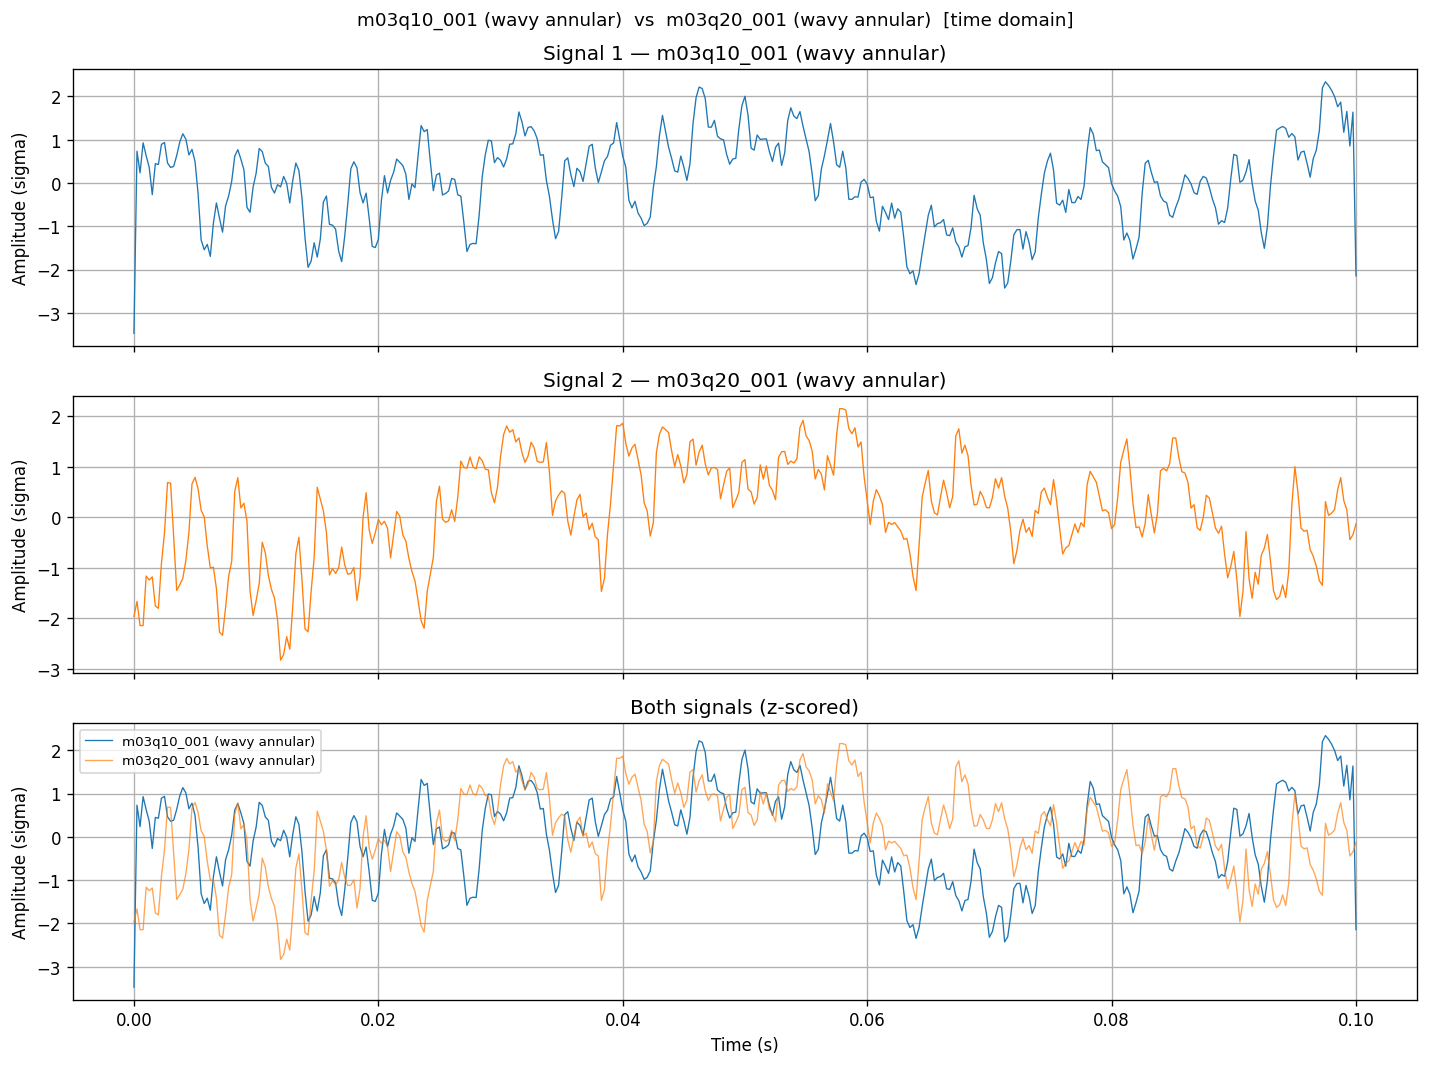 m03q10_001 (wavy annular)  vs  m03q20_001 (wavy annular)  [time domain]
Signal 1 — m03q10_001 (wavy annular)
Amplitude (sigma)
2
1
0
−1
−2
−3
Signal 2 — m03q20_001 (wavy annular)
Amplitude (sigma)
2
1
0
−1
−2
−3
Both signals (z-scored)
m03q10_001 (wavy annular)
m03q20_001 (wavy annular)
Amplitude (sigma)
2
1
0
−1
−2
−3
0.00 0.02 0.04 0.06 0.08 0.10
Time (s)